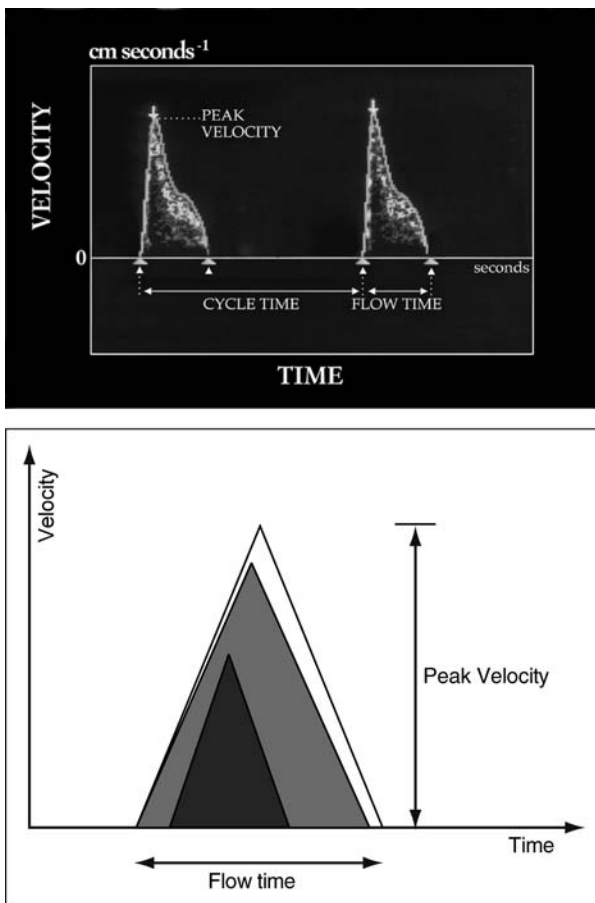 cm seconds⁻¹
VELOCITY
PEAK
VELOCITY
0
seconds
CYCLE TIME
FLOW TIME
TIME
Velocity
Peak Velocity
Time
Flow time